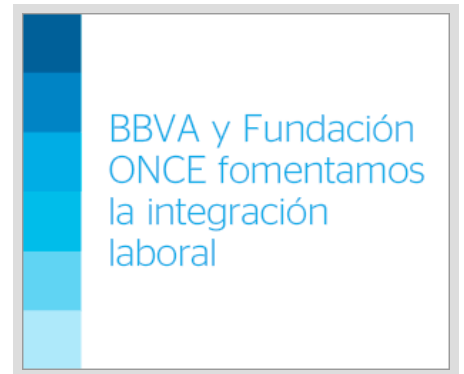 BBVA y Fundación
ONCE fomentamos
la integración
laboral